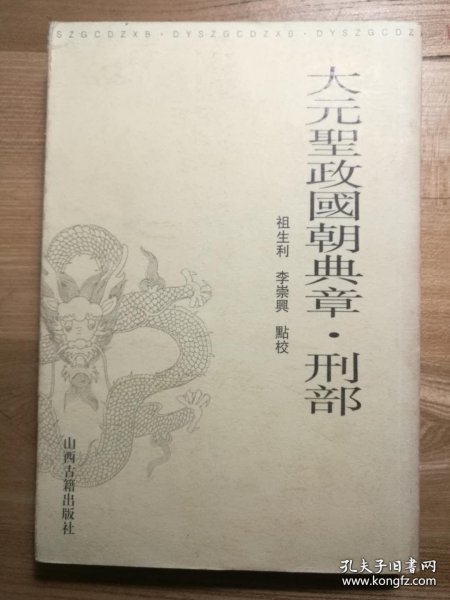 SZGCDZXB·DYSZGCDZXB·DYSZGCDZ
大元聖政國朝典章·刑部
祖生利 李崇興 點校
山西古籍出版社
孔夫子旧书网
www.kongfz.com